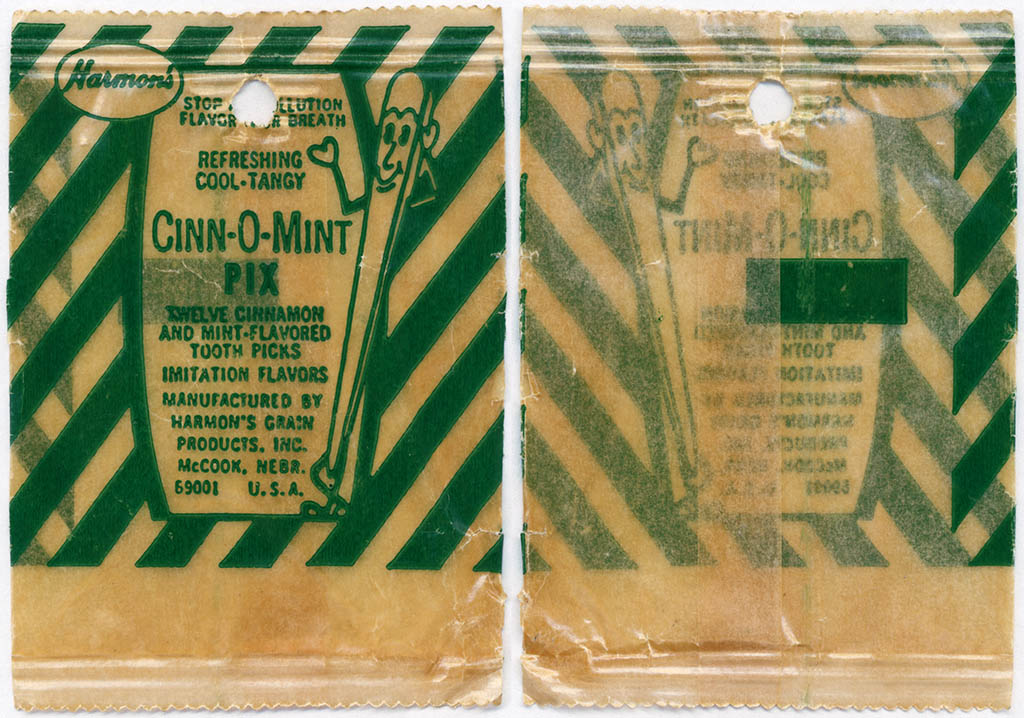 Harmon's
STOP LLUTION
FLAVOR BREATH
REFRESHING
COOL-TANGY
CINN-O-MINT
PIX
TWELVE CINNAMON
AND MINT-FLAVORED
TOOTH PICKS
IMITATION FLAVORS
MANUFACTURED BY
HARMON'S GRAIN
PRODUCTS, INC.
McCOOK, NEBR.
69001 U.S.A.